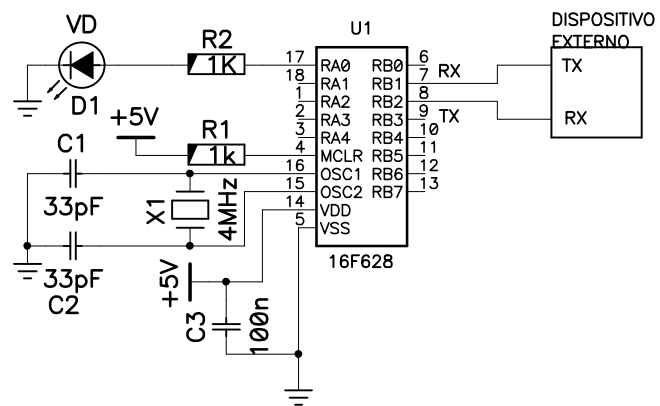 DISPOSITIVO
EXTERNO
VD
U1
R2
1K
17
RA0
RB0
6
RX
TX
18
RA1
RB1
7
D1
1
RA2
RB2
8
+5V
2
RA3
RB3
9
TX
RX
R1
3
RA4
RB4
10
1k
4
MCLR
RB5
11
C1
16
OSC1
RB6
12
15
OSC2
RB7
13
33pF
X1
4MHz
14
VDD
5
VSS
16F628
33pF
C2
+5V
C3
100n